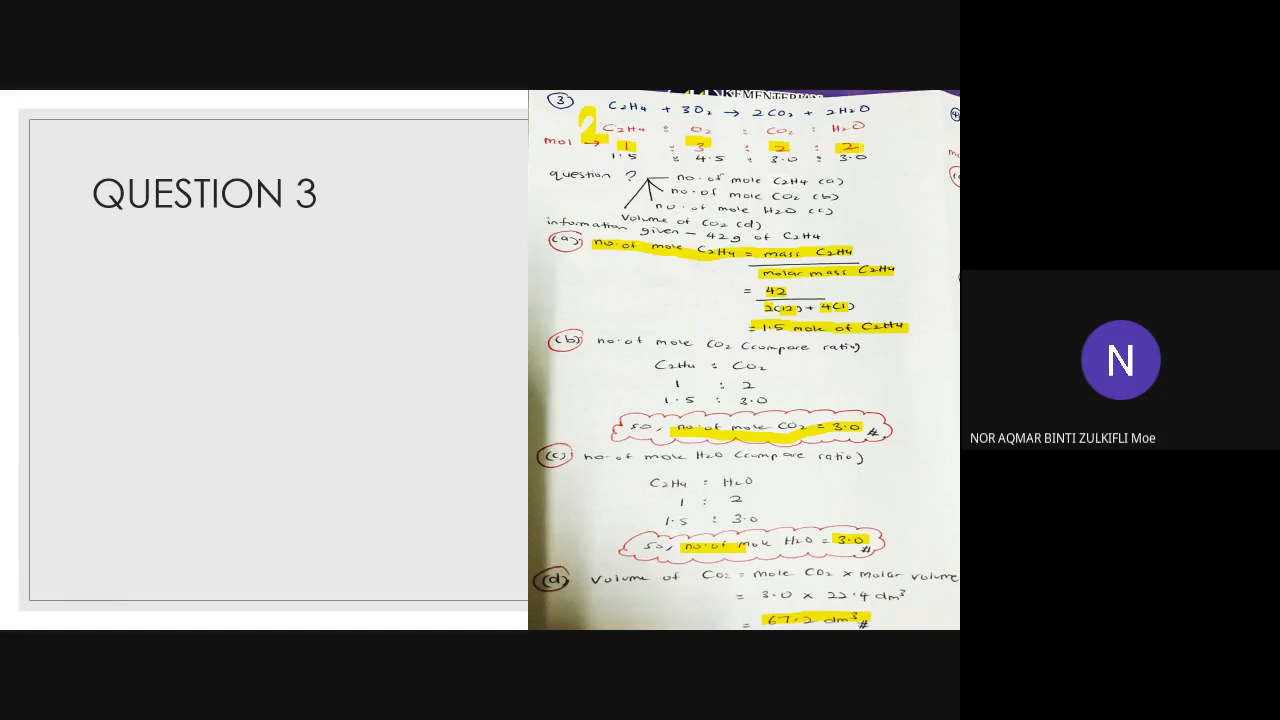 QUESTION 3
3
C2H4 + 3O2 → 2CO2 + 2H2O
2
C2H4 : O2 : CO2 : H2O
mol → 1 : 3 : 2 : 2
1.5 : 4.5 : 3.0 : 3.0
question ? no. of mole C2H4 (a)
no. of mole CO2 (b)
no. of mole H2O (c)
Volume of CO2 (d)
information given - 42g of C2H4
(a) no. of mole C2H4 = mass C2H4
molar mass C2H4
= 42
2(12) + 4(1)
= 1.5 mole of C2H4
(b) no. of mole CO2 (compare ratio)
C2H4 : CO2
1 : 2
1.5 : 3.0
so, no. of mole CO2 = 3.0 #
(c) no. of mole H2O (compare ratio)
C2H4 : H2O
1 : 2
1.5 : 3.0
so, no. of mole H2O = 3.0 #
(d) Volume of CO2 = mole CO2 x molar volume
= 3.0 x 22.4 dm3
= 67.2 dm3 #
N
NOR AQMAR BINTI ZULKIFLI Moe